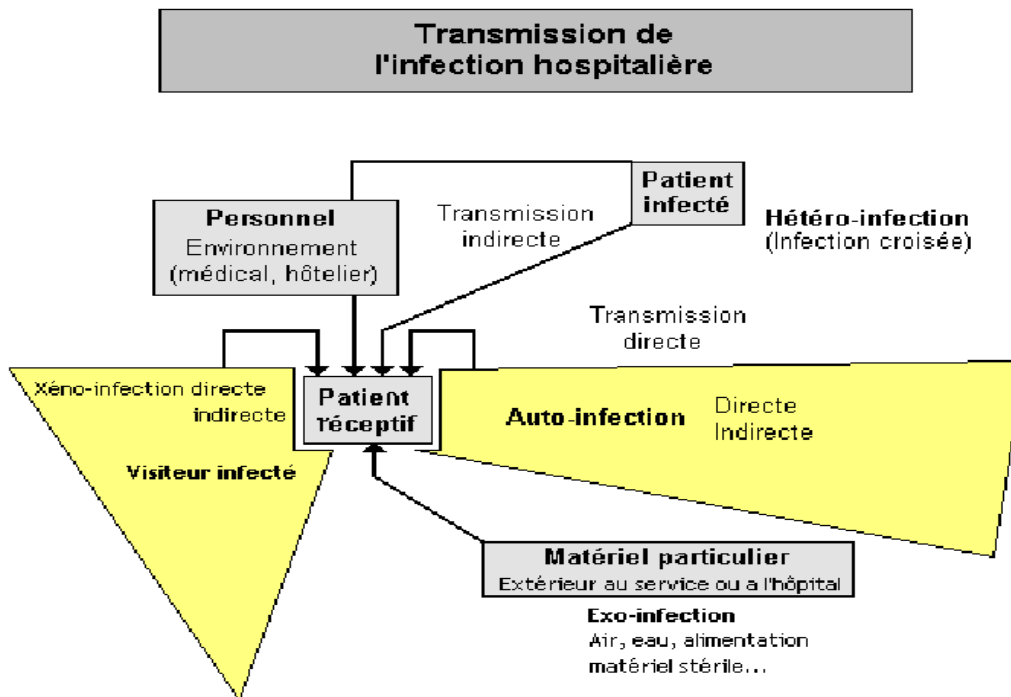 Transmission de
l'infection hospitalière
Patient
infecté
Personnel
Environnement
(médical, hôtelier)
Transmission
indirecte
Hétéro-infection
(Infection croisée)
Transmission
directe
Xéno-infection directe
indirecte
Patient
réceptif
Auto-infection
Directe
Indirecte
Visiteur infecté
Matériel particulier
Extérieur au service ou a l'hôpital
Exo-infection
Air, eau, alimentation
matériel stérile...